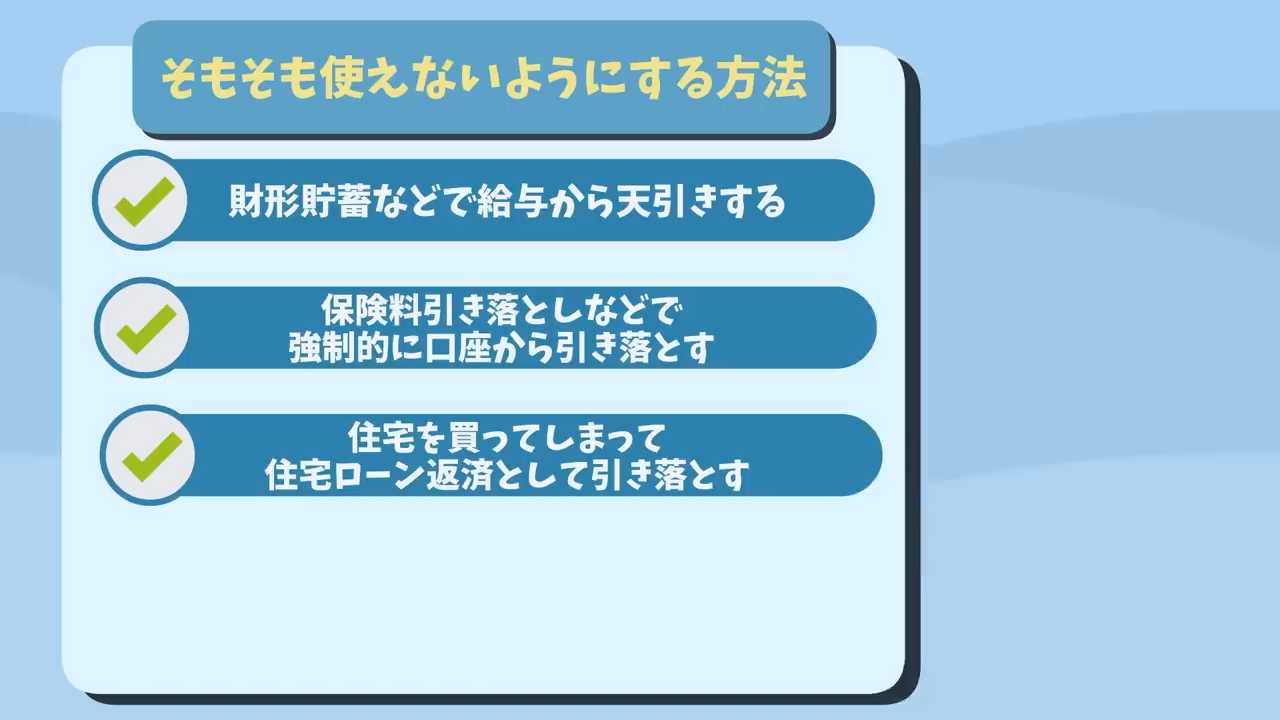 そもそも使えないようにする方法
財形貯蓄などで給与から天引きする
保険料引き落としなどで
強制的に口座から引き落とす
住宅を買ってしまって
住宅ローン返済として引き落とす